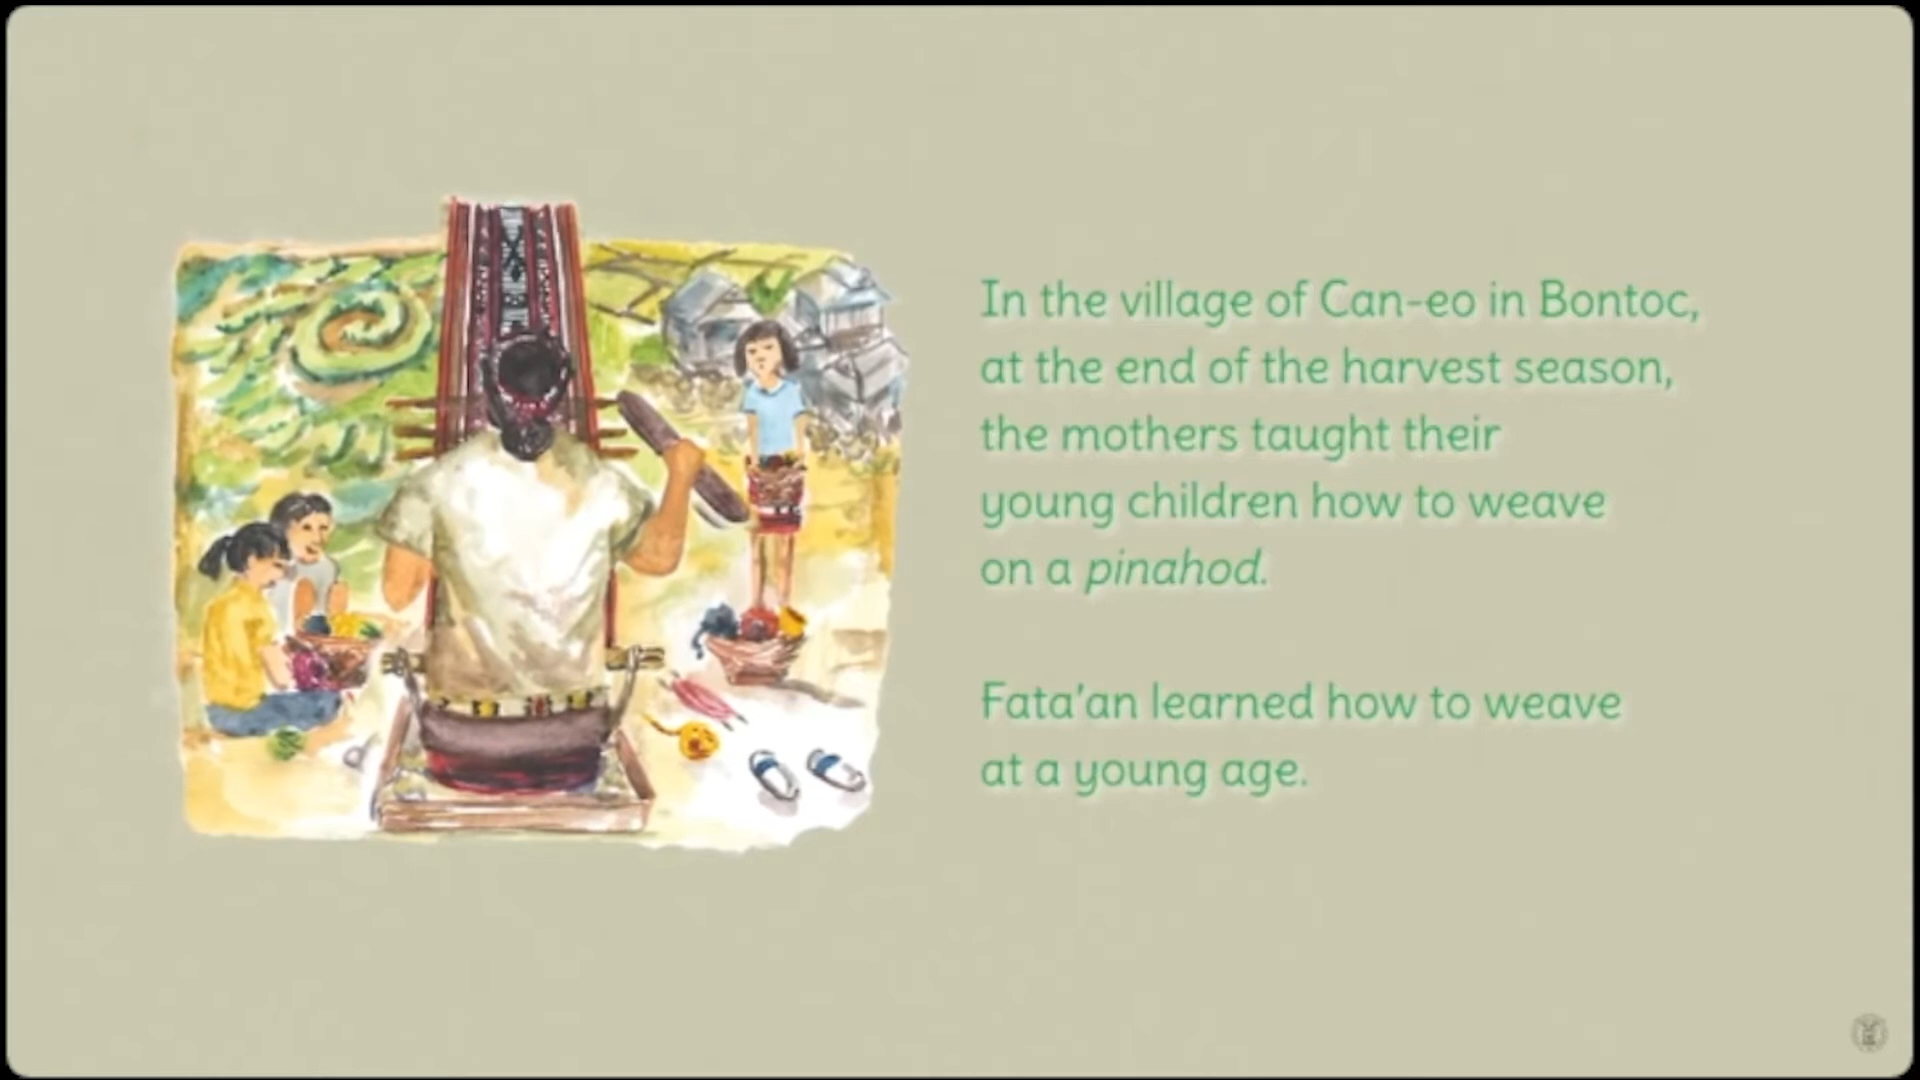 In the village of Can-eo in Bontoc,
at the end of the harvest season,
the mothers taught their
young children how to weave
on a pinahod.
Fata’an learned how to weave
at a young age.